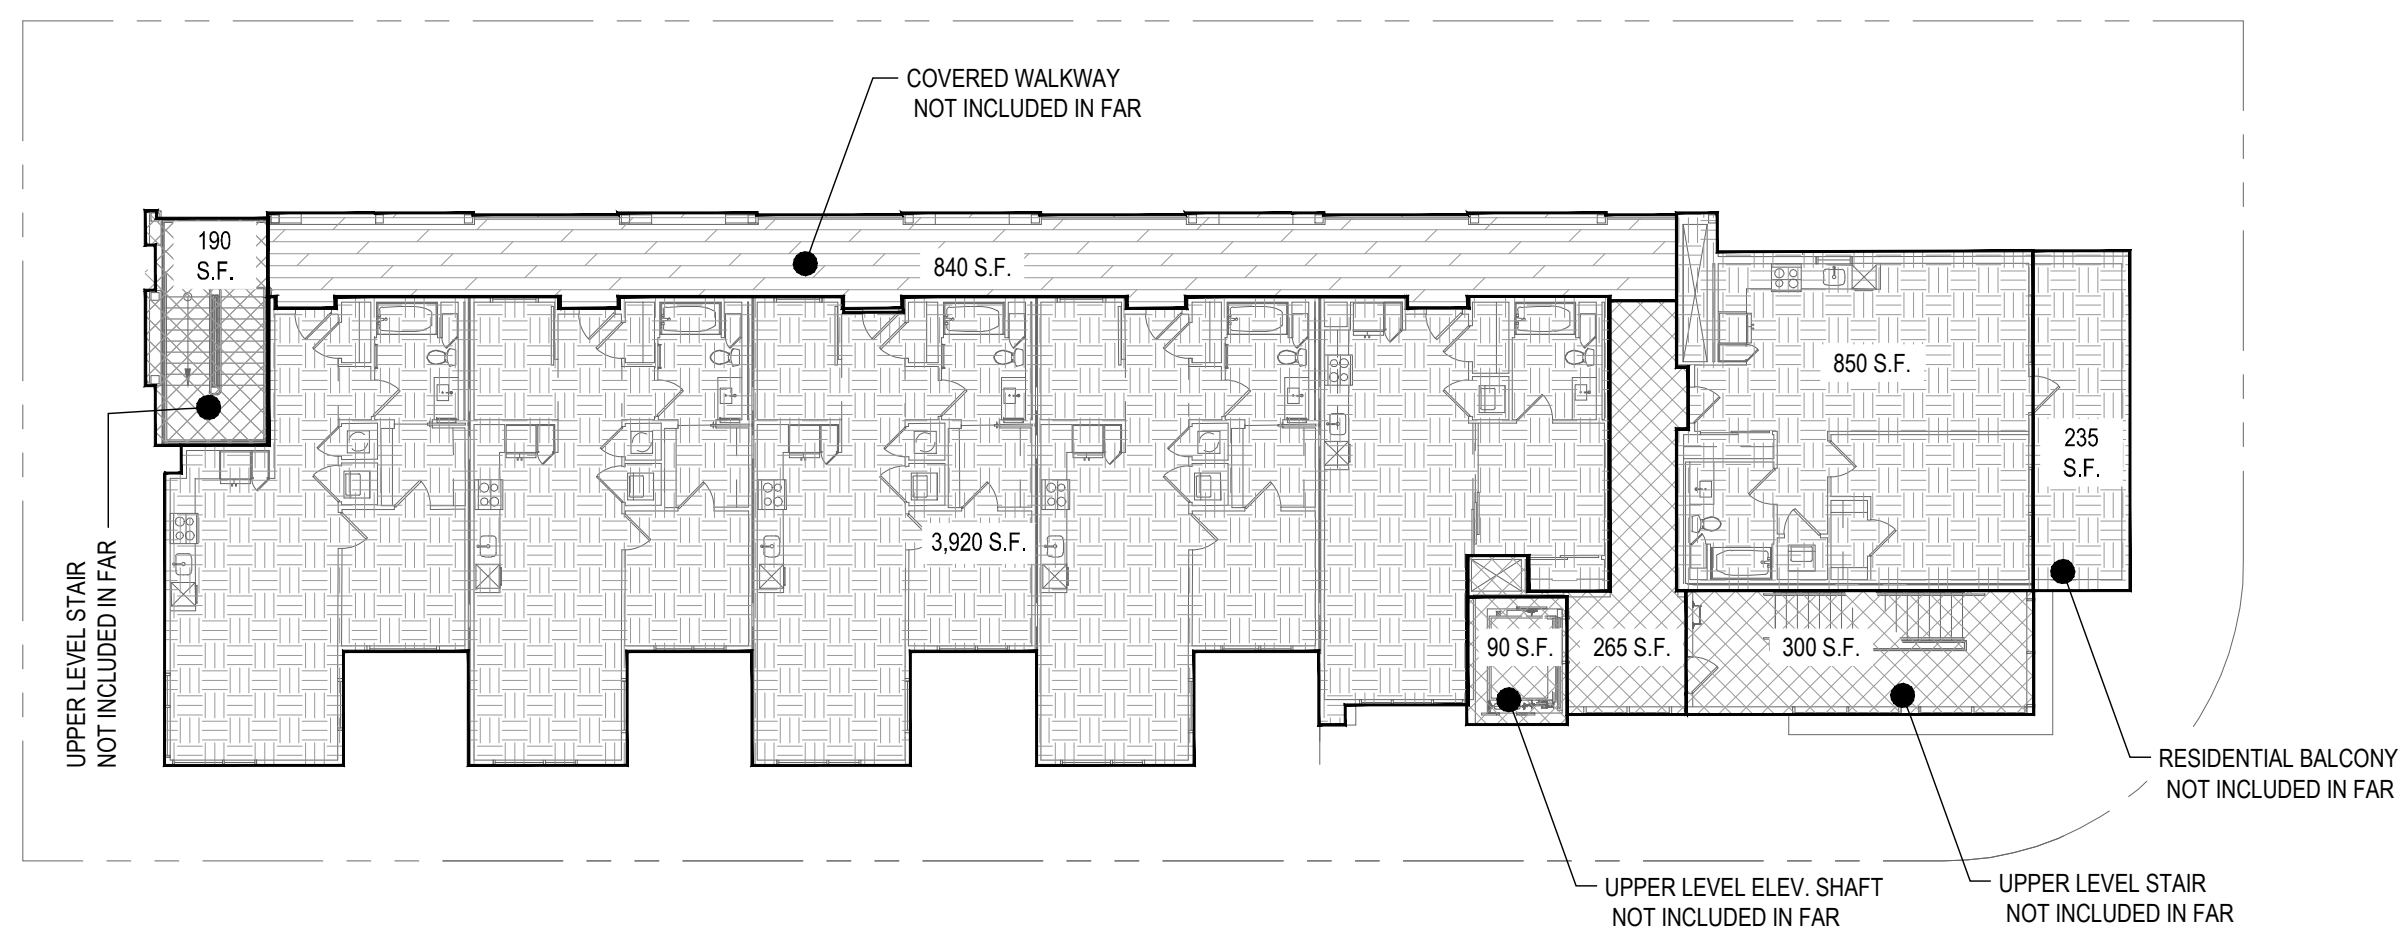 COVERED WALKWAY
NOT INCLUDED IN FAR
190
S.F.
840 S.F.
850 S.F.
235
S.F.
3,920 S.F.
90 S.F.
265 S.F.
300 S.F.
UPPER LEVEL STAIR
NOT INCLUDED IN FAR
RESIDENTIAL BALCONY
NOT INCLUDED IN FAR
UPPER LEVEL ELEV. SHAFT
NOT INCLUDED IN FAR
UPPER LEVEL STAIR
NOT INCLUDED IN FAR